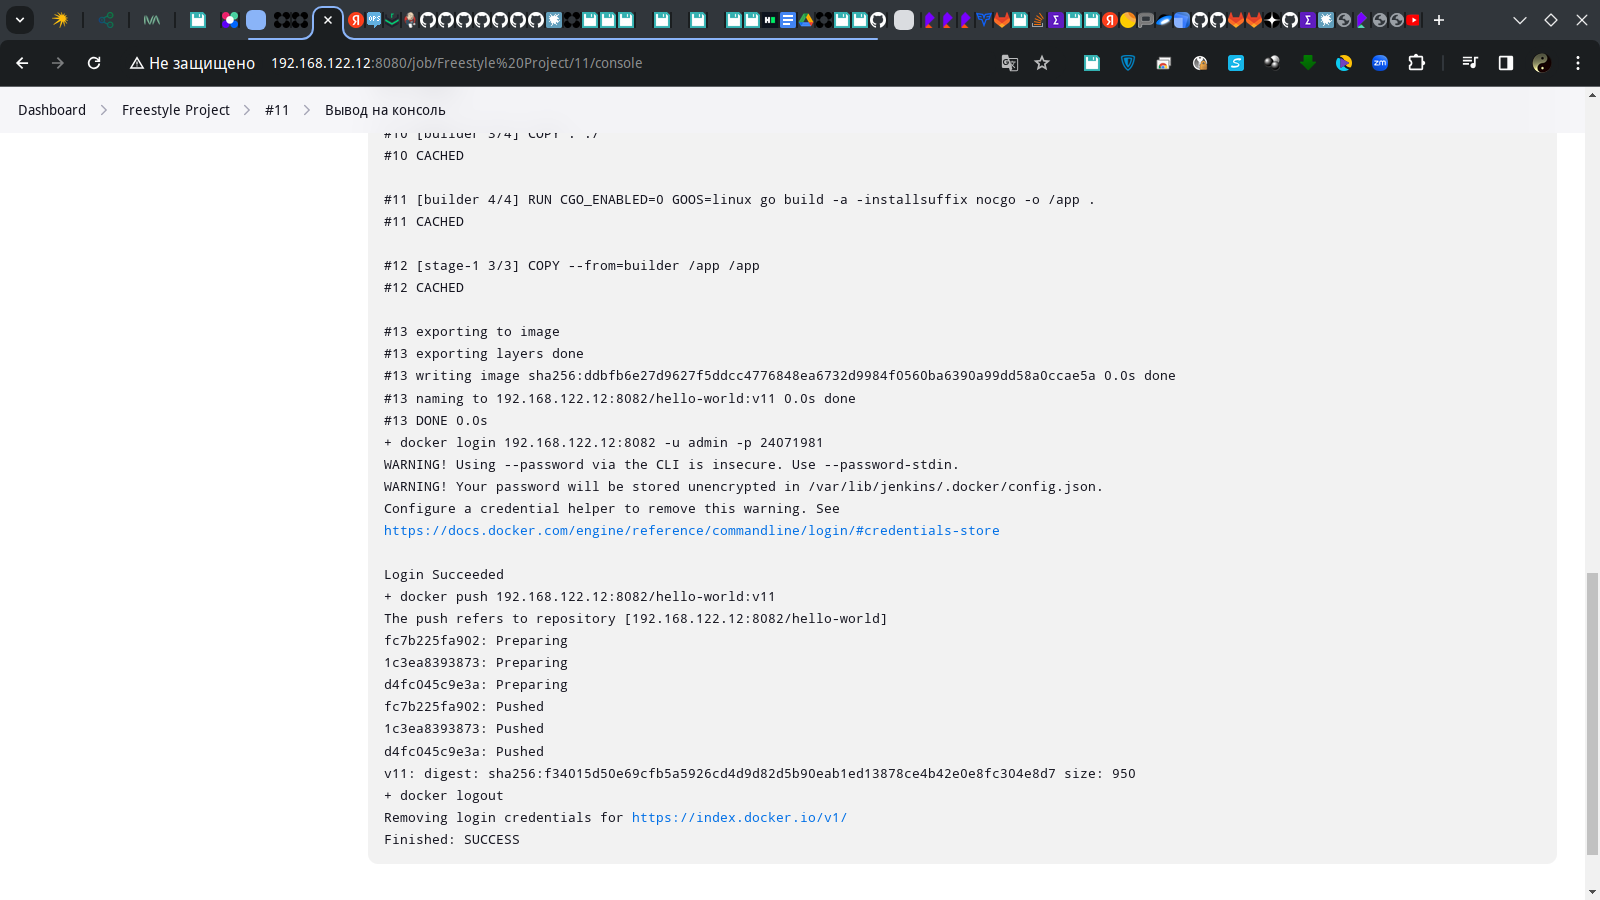 Не защищено
192.168.122.12:8080/job/Freestyle%20Project/11/console
Dashboard
Freestyle Project
#11
Вывод на консоль
#10 [builder 3/4] COPY . ./
#10 CACHED
#11 [builder 4/4] RUN CGO_ENABLED=0 GOOS=linux go build -a -installsuffix nocgo -o /app .
#11 CACHED
#12 [stage-1 3/3] COPY --from=builder /app /app
#12 CACHED
#13 exporting to image
#13 exporting layers done
#13 writing image sha256:ddbfb6e27d9627f5ddcc4776848ea6732d9984f0560ba6390a99dd58a0ccae5a 0.0s done
#13 naming to 192.168.122.12:8082/hello-world:v11 0.0s done
#13 DONE 0.0s
+ docker login 192.168.122.12:8082 -u admin -p 24071981
WARNING! Using --password via the CLI is insecure. Use --password-stdin.
WARNING! Your password will be stored unencrypted in /var/lib/jenkins/.docker/config.json.
Configure a credential helper to remove this warning. See
https://docs.docker.com/engine/reference/commandline/login/#credentials-store
Login Succeeded
+ docker push 192.168.122.12:8082/hello-world:v11
The push refers to repository [192.168.122.12:8082/hello-world]
fc7b225fa902: Preparing
1c3ea8393873: Preparing
d4fc045c9e3a: Preparing
fc7b225fa902: Pushed
1c3ea8393873: Pushed
d4fc045c9e3a: Pushed
v11: digest: sha256:f34015d50e69cfb5a5926cd4d9d82d5b90eab1ed13878ce4b42e0e8fc304e8d7 size: 950
+ docker logout
Removing login credentials for https://index.docker.io/v1/
Finished: SUCCESS